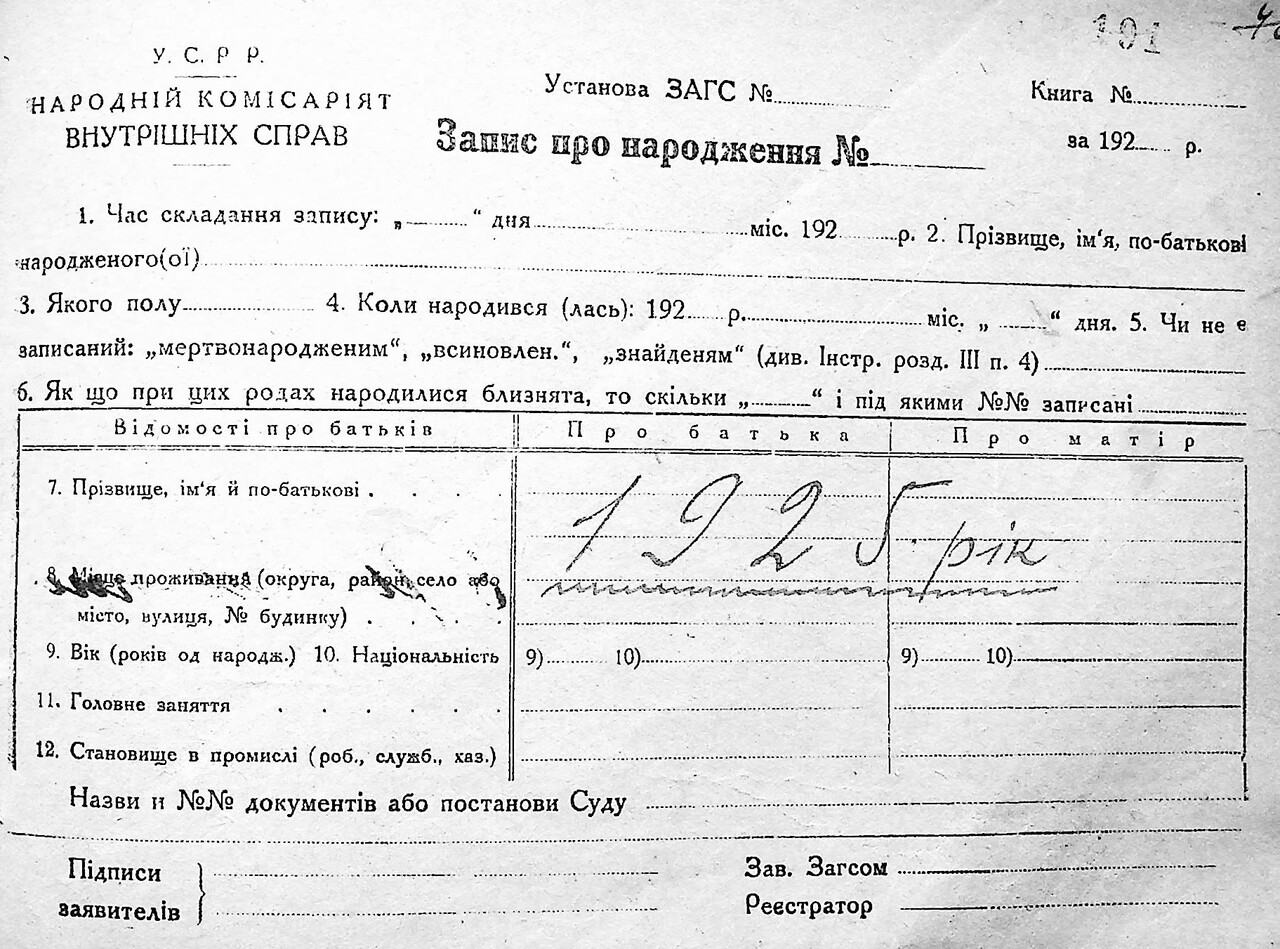 191
У. С. Р Р.
НАРОДНІЙ КОМІСАРІЯТ
ВНУТРІШНІХ СПРАВ
Установа ЗАГС №
Запис про народження №
Книга №
за 192 р.
1. Час складання запису: „ “ дня міс. 192 р. 2. Прізвище, ім‘я, по-батькові
народженого(ої)
3. Якого полу 4. Коли народився (лась): 192 р. міс. „ “ дня. 5. Чи не є
записаний: „мертвонародженим“, „всиновлен.“, „знайденям“ (див. Інстр. розд. III п. 4)
6. Як що при цих родах народилися близнята, то скільки „ “ і під якими №№ записані
Відомості про батьків Про батька Про матір
7. Прізвище, ім‘я й по-батькові . . . .
1925 рік
8. Місце проживання (округа, район, село або
місто, вулиця, № будинку) . . . .
9. Вік (років од народж.) 10. Національність 9) 10) 9) 10)
11. Головне заняття . . . . . .
12. Становище в промислі (роб., служб., хаз.)
Назви и №№ документів або постанови Суду
Підписи
заявителів
Зав. Загсом
Реєстратор